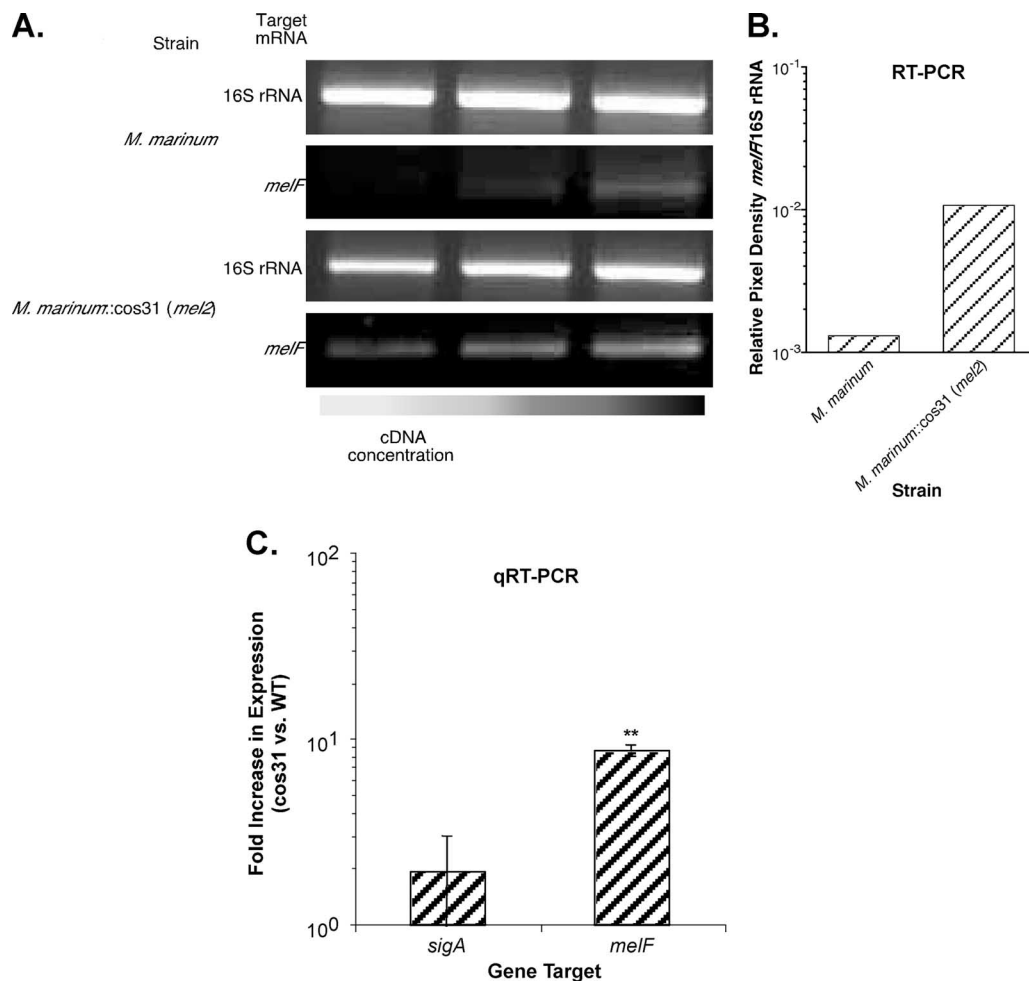 A.
Strain
Target
mRNA
16S rRNA
M. marinum
melF
16S rRNA
M. marinum::cos31 (mel2)
melF
cDNA
concentration
B.
RT-PCR
Relative Pixel Density melF/16S rRNA
10-1
10-2
10-3
M. marinum
M. marinum::cos31 (mel2)
Strain
C.
qRT-PCR
Fold Increase in Expression
(cos31 vs. WT)
102
101
100
**
sigA
melF
Gene Target